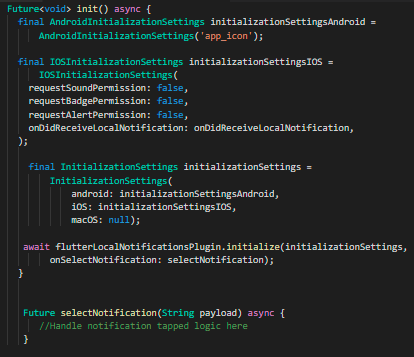 Future<void> init() async {
final AndroidInitializationSettings initializationSettingsAndroid =
AndroidInitializationSettings('app_icon');
final IOSInitializationSettings initializationSettingsIOS =
IOSInitializationSettings(
requestSoundPermission: false,
requestBadgePermission: false,
requestAlertPermission: false,
onDidReceiveLocalNotification: onDidReceiveLocalNotification,
);
final InitializationSettings initializationSettings =
InitializationSettings(
android: initializationSettingsAndroid,
iOS: initializationSettingsIOS,
macOS: null);
await flutterLocalNotificationsPlugin.initialize(initializationSettings,
onSelectNotification: selectNotification);
}
Future selectNotification(String payload) async {
//Handle notification tapped logic here
}